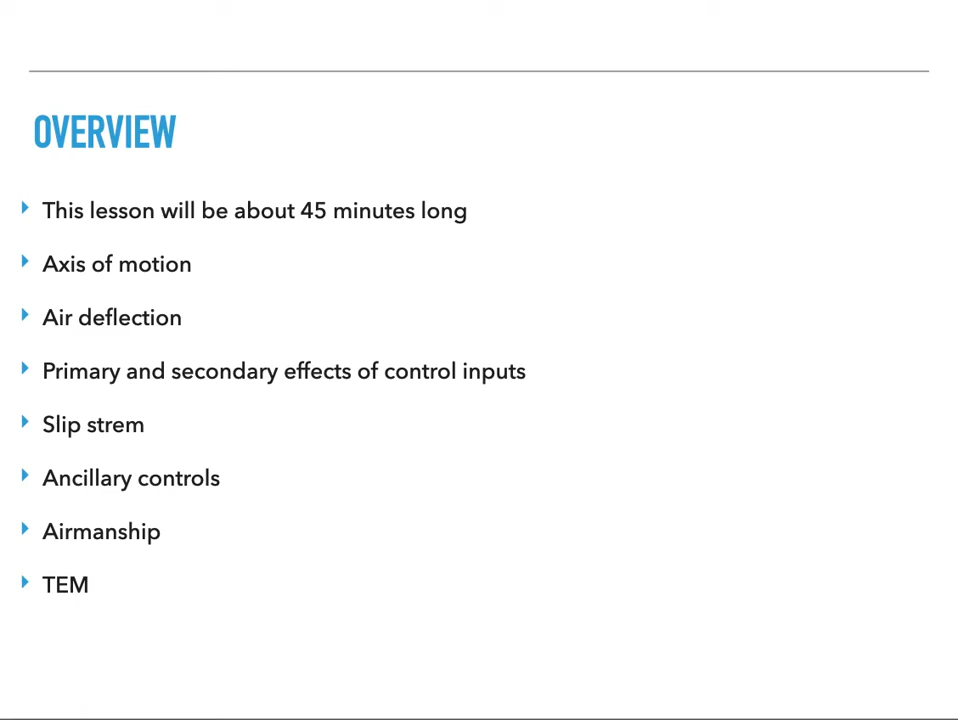 OVERVIEW
This lesson will be about 45 minutes long
Axis of motion
Air deflection
Primary and secondary effects of control inputs
Slip strem
Ancillary controls
Airmanship
TEM